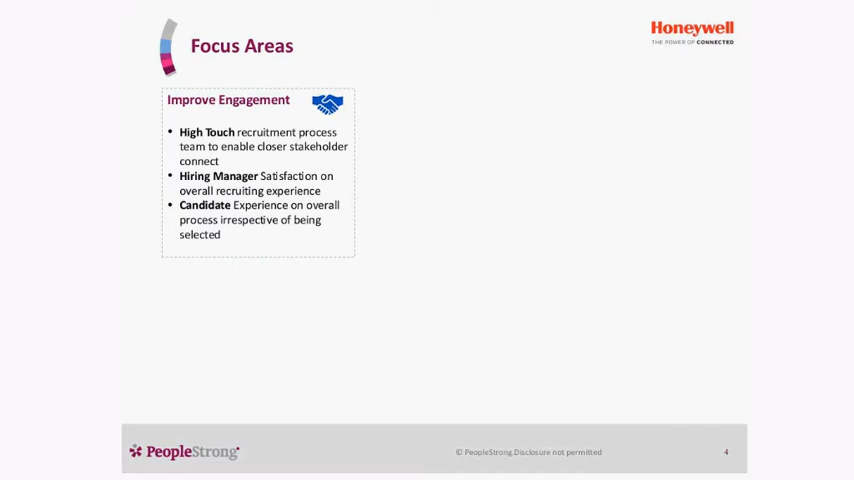 Focus Areas
Honeywell
THE POWER OF CONNECTED
Improve Engagement
• High Touch recruitment process
team to enable closer stakeholder
connect
• Hiring Manager Satisfaction on
overall recruiting experience
• Candidate Experience on overall
process irrespective of being
selected
PeopleStrong
© PeopleStrong.Disclosure not permitted
4